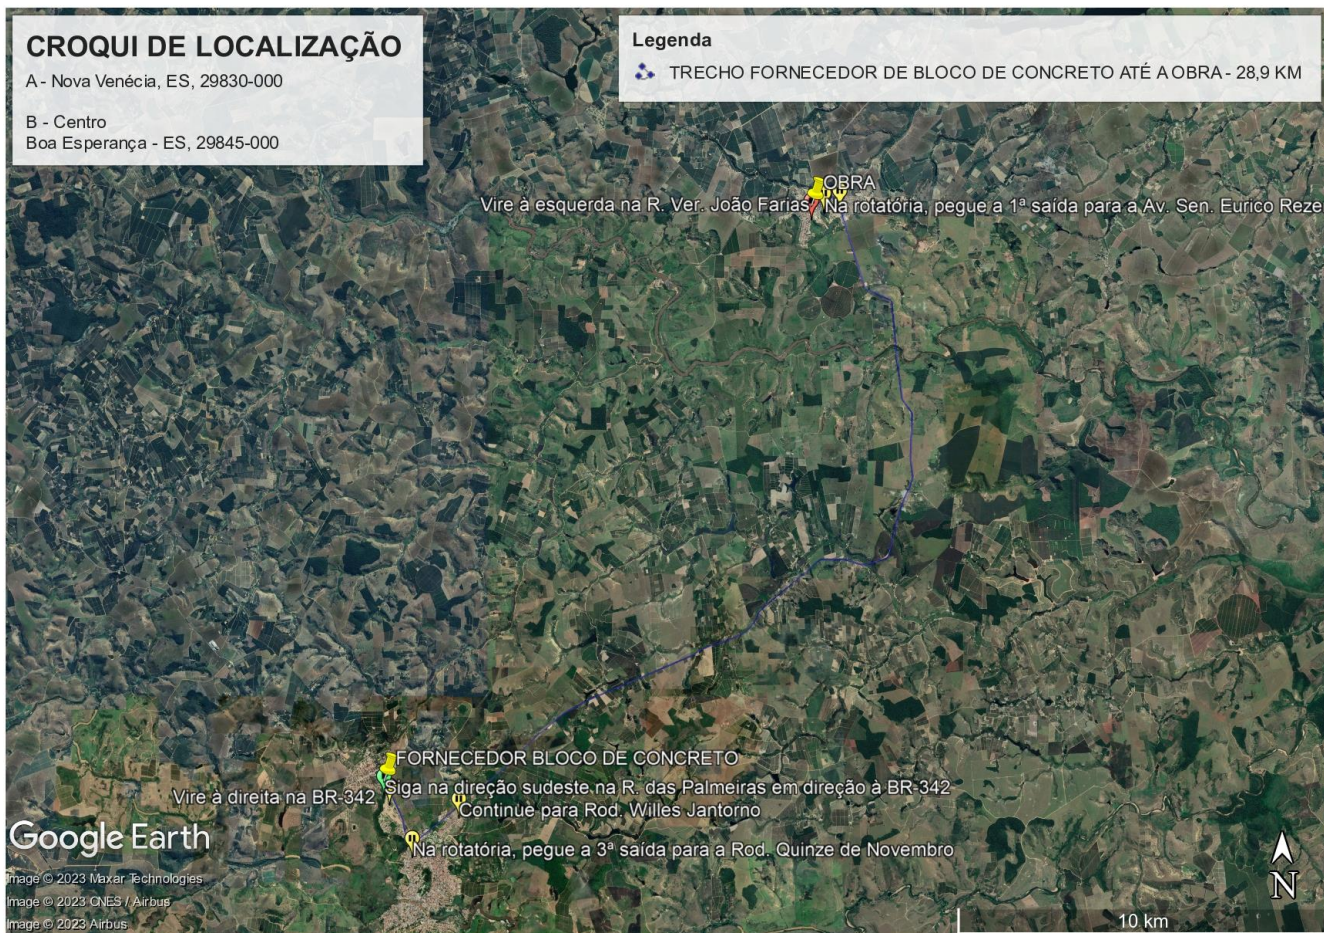 CROQUI DE LOCALIZAÇÃO
A - Nova Venécia, ES, 29830-000
B - Centro
Boa Esperança - ES, 29845-000
Legenda
TRECHO FORNECEDOR DE BLOCO DE CONCRETO ATÉ A OBRA - 28,9 KM
OBRA
Vire à esquerda na R. Ver. João Farias
Na rotatória, pegue a 1ª saída para a Av. Sen. Eurico Reze
FORNECEDOR BLOCO DE CONCRETO
Siga na direção sudeste na R. das Palmeiras em direção à BR-342
Vire à direita na BR-342
Continue para Rod. Willes Jantorno
Na rotatória, pegue a 3ª saída para a Rod. Quinze de Novembro
Google Earth
Image © 2023 Maxar Technologies
Image © 2023 CNES / Airbus
Image © 2023 Airbus
N
10 km